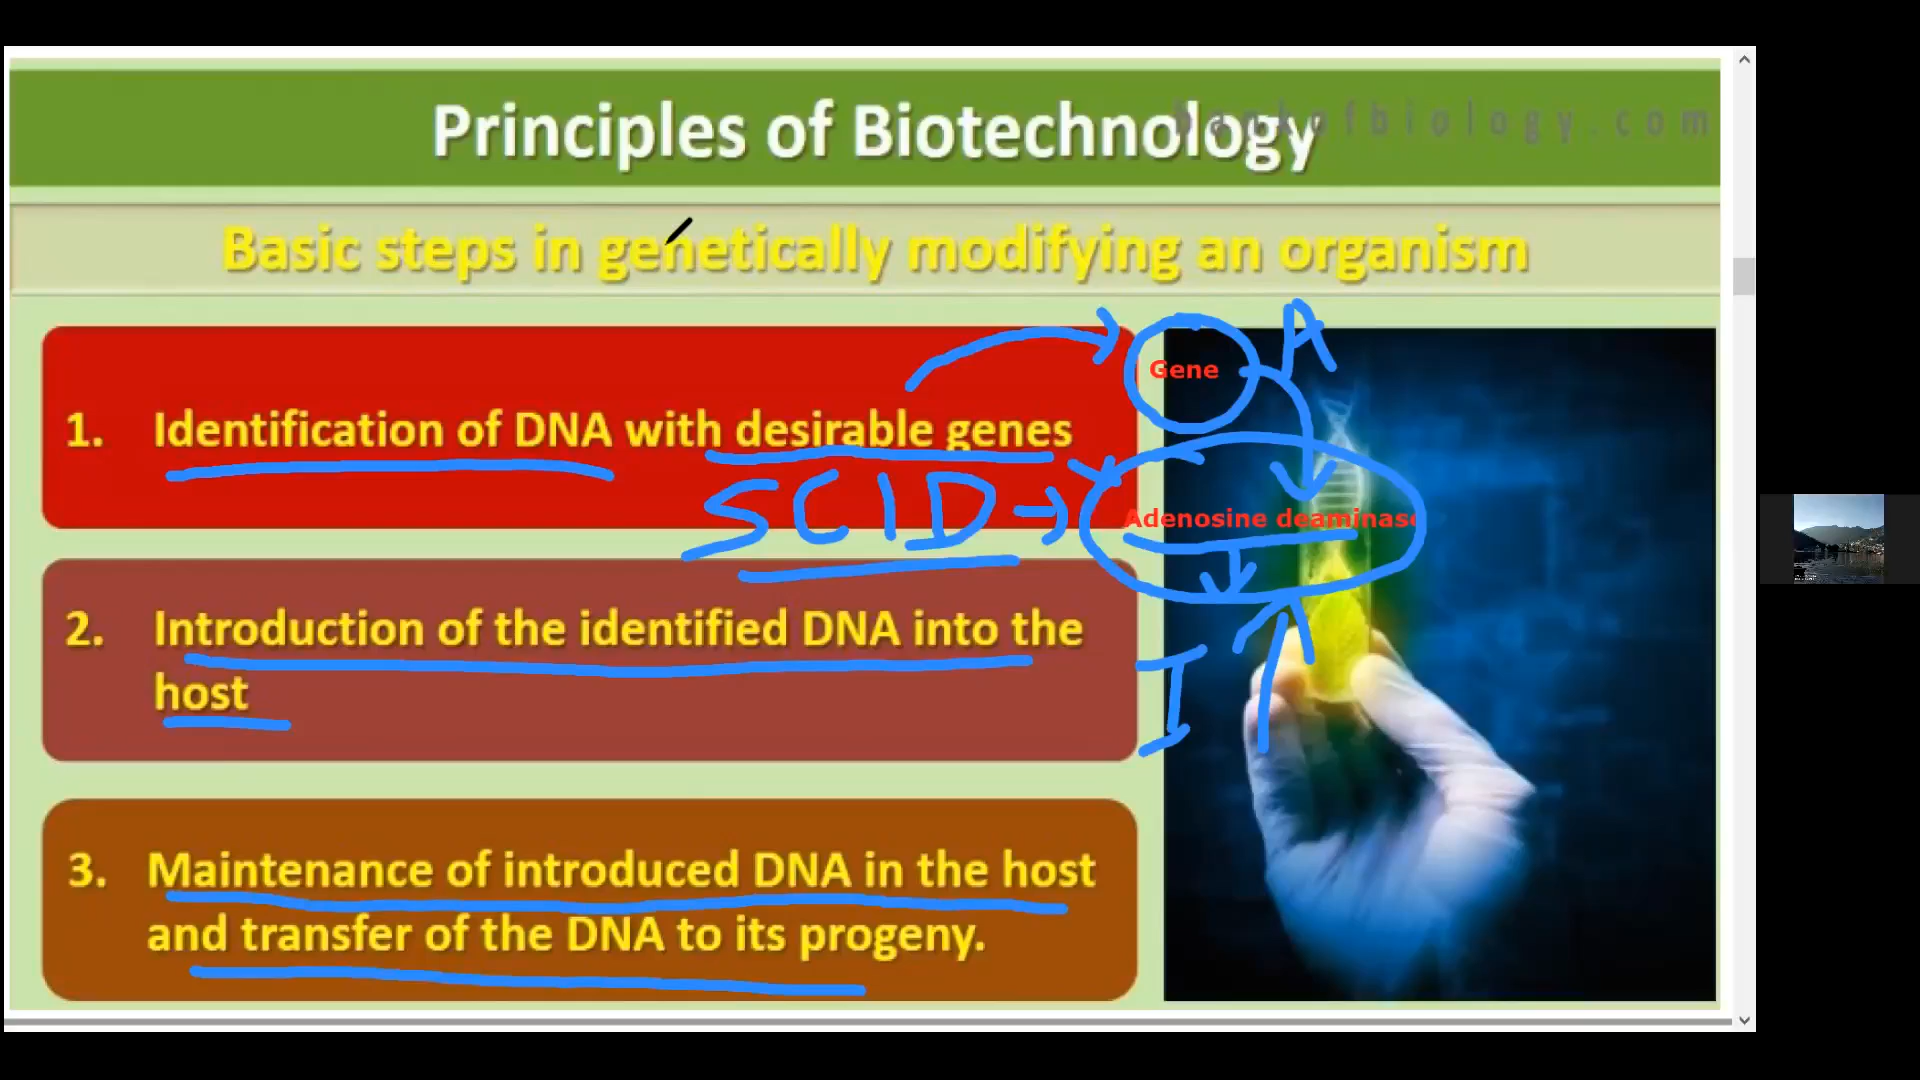 Principles of Biotechnology
bankofbiology.com
Basic steps in genetically modifying an organism
A
Gene
1. Identification of DNA with desirable genes
SCID
Adenosine deaminase
2. Introduction of the identified DNA into the
host
I
3. Maintenance of introduced DNA in the host
and transfer of the DNA to its progeny.